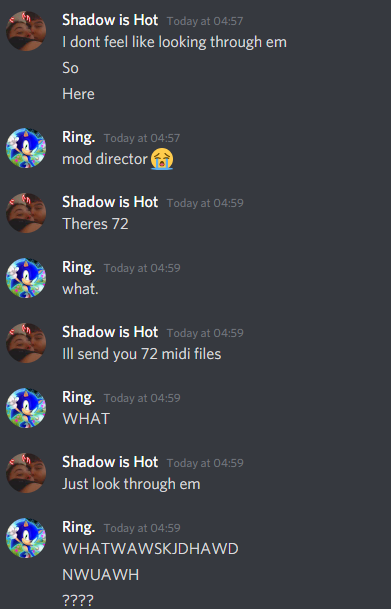 Shadow is Hot Today at 04:57
I dont feel like looking through em
So
Here
Ring. Today at 04:57
mod director😭
Shadow is Hot Today at 04:59
Theres 72
Ring. Today at 04:59
what.
Shadow is Hot Today at 04:59
Ill send you 72 midi files
Ring. Today at 04:59
WHAT
Shadow is Hot Today at 04:59
Just look through em
Ring. Today at 04:59
WHATWAWSKJDHAWD
NWUAWH
????